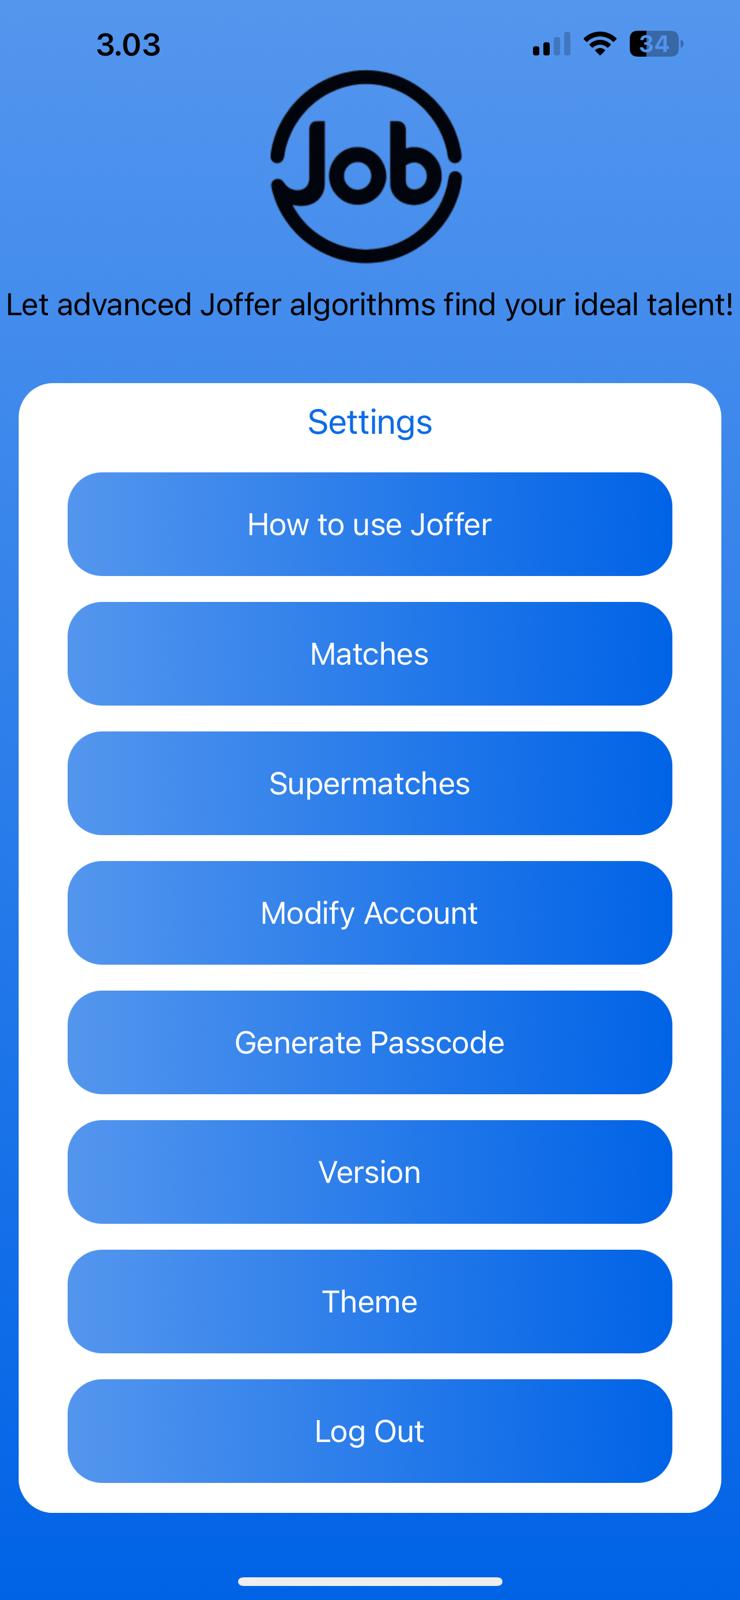 3.03
34
Job
Let advanced Joffer algorithms find your ideal talent!
Settings
How to use Joffer
Matches
Supermatches
Modify Account
Generate Passcode
Version
Theme
Log Out